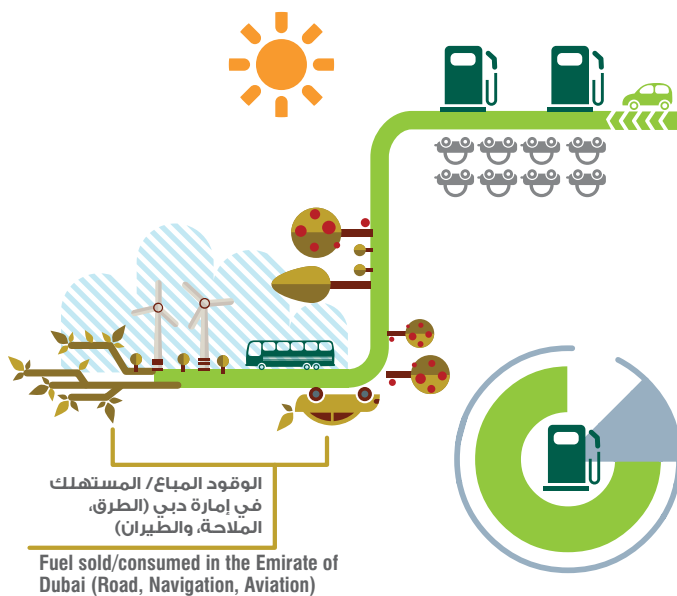 الوقود المباع/ المستهلك
في إمارة دبي (الطرق،
الملاحة، والطيران)
Fuel sold/consumed in the Emirate of
Dubai (Road, Navigation, Aviation)